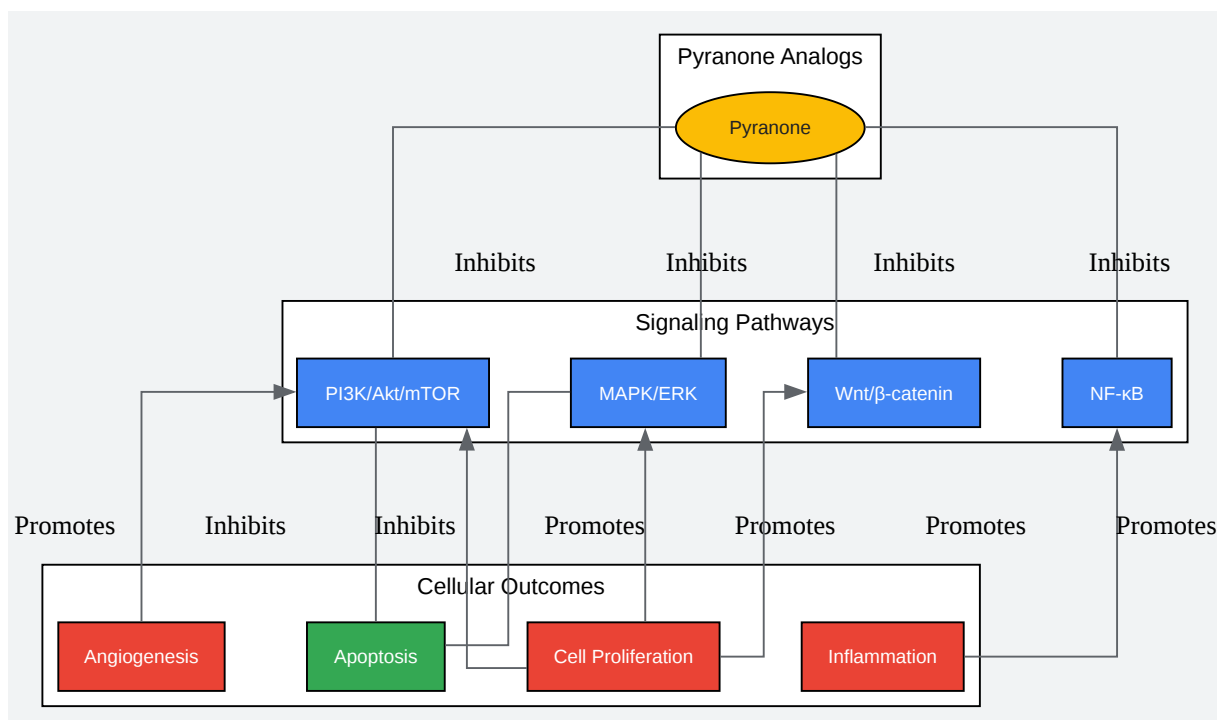 Pyranone Analogs
Pyranone
Inhibits
Inhibits
Inhibits
Inhibits
Signaling Pathways
PI3K/Akt/mTOR
MAPK/ERK
Wnt/β-catenin
NF-κB
Promotes
Inhibits
Inhibits
Promotes
Promotes
Promotes
Promotes
Cellular Outcomes
Angiogenesis
Apoptosis
Cell Proliferation
Inflammation